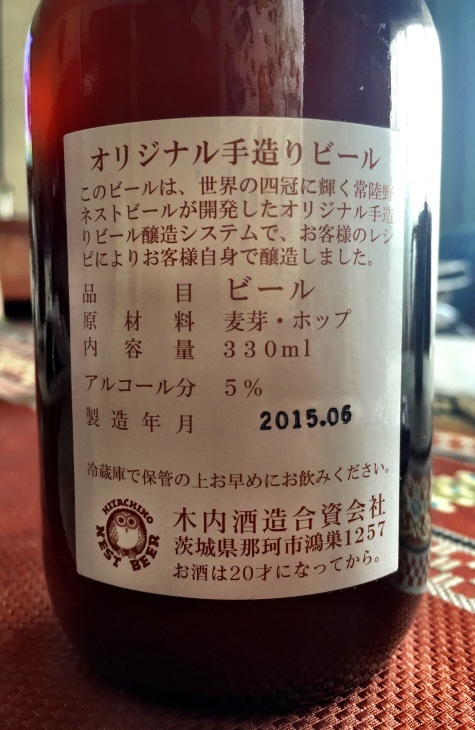 オリジナル手造りビール
このビールは、世界の四冠に輝く常陸野
ネストビールが開発したオリジナル手造
りビール醸造システムで、お客様のレシ
ピによりお客様自身で醸造しました。
品目 ビール
原材料 麦芽・ホップ
内容量 330ml
アルコール分 5%
製造年月 2015.06
冷蔵庫で保管の上お早めにお飲みください。
HITACHINO
NEST BEER
木内酒造合資会社
茨城県那珂市鴻巣1257
お酒は20才になってから。